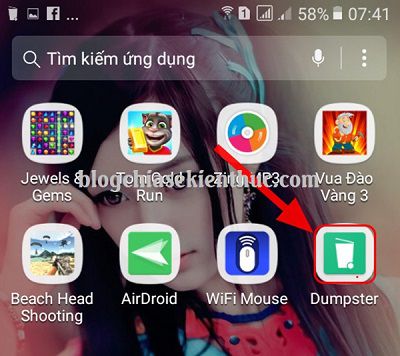 ... 1 58% 07:41
Tìm kiếm ứng dụng
Jewels & Gems
Tom Gold Run
Zing MP3
Vua Đào Vàng 3
blogchiasekienthuc.com
Beach Head Shooting
AirDroid
WiFi Mouse
Dumpster